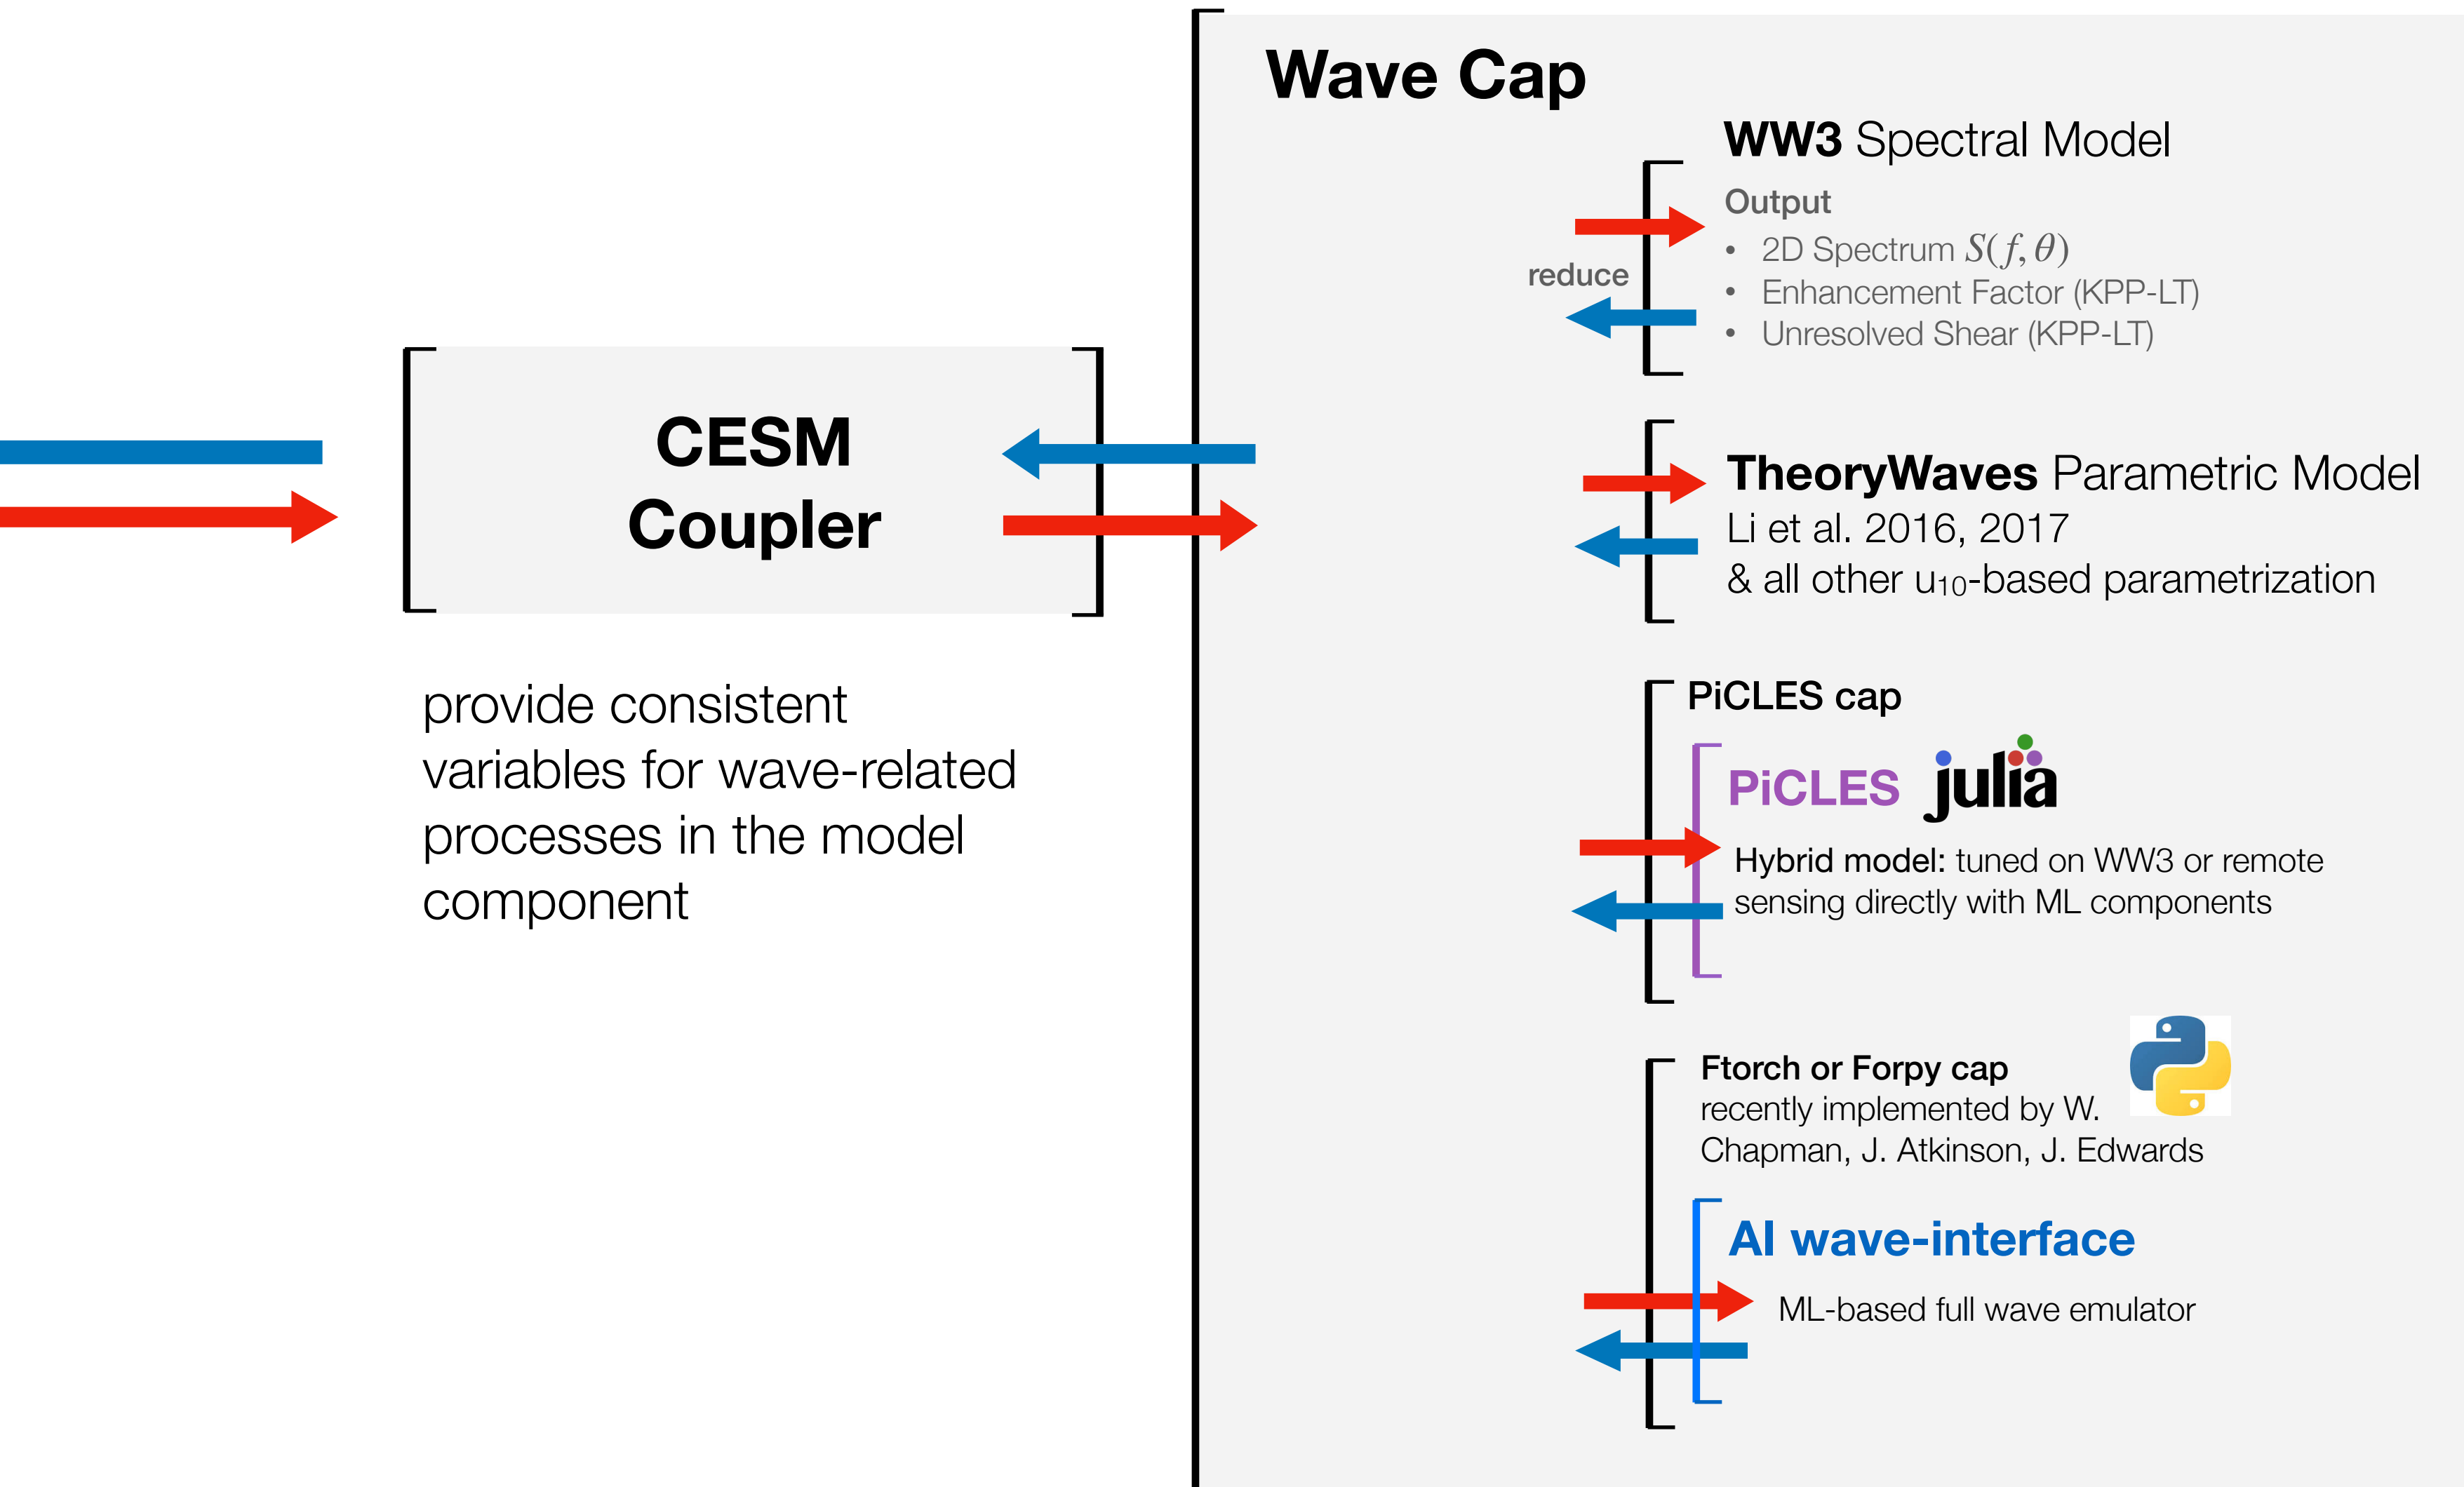 Wave Cap
WW3 Spectral Model
Output
• 2D Spectrum S(f, θ)
• Enhancement Factor (KPP-LT)
• Unresolved Shear (KPP-LT)
reduce
CESM
Coupler
provide consistent
variables for wave-related
processes in the model
component
TheoryWaves Parametric Model
Li et al. 2016, 2017
& all other u₁₀-based parametrization
PiCLES cap
PiCLES julia
Hybrid model: tuned on WW3 or remote
sensing directly with ML components
Ftorch or Forpy cap
recently implemented by W.
Chapman, J. Atkinson, J. Edwards
AI wave-interface
ML-based full wave emulator